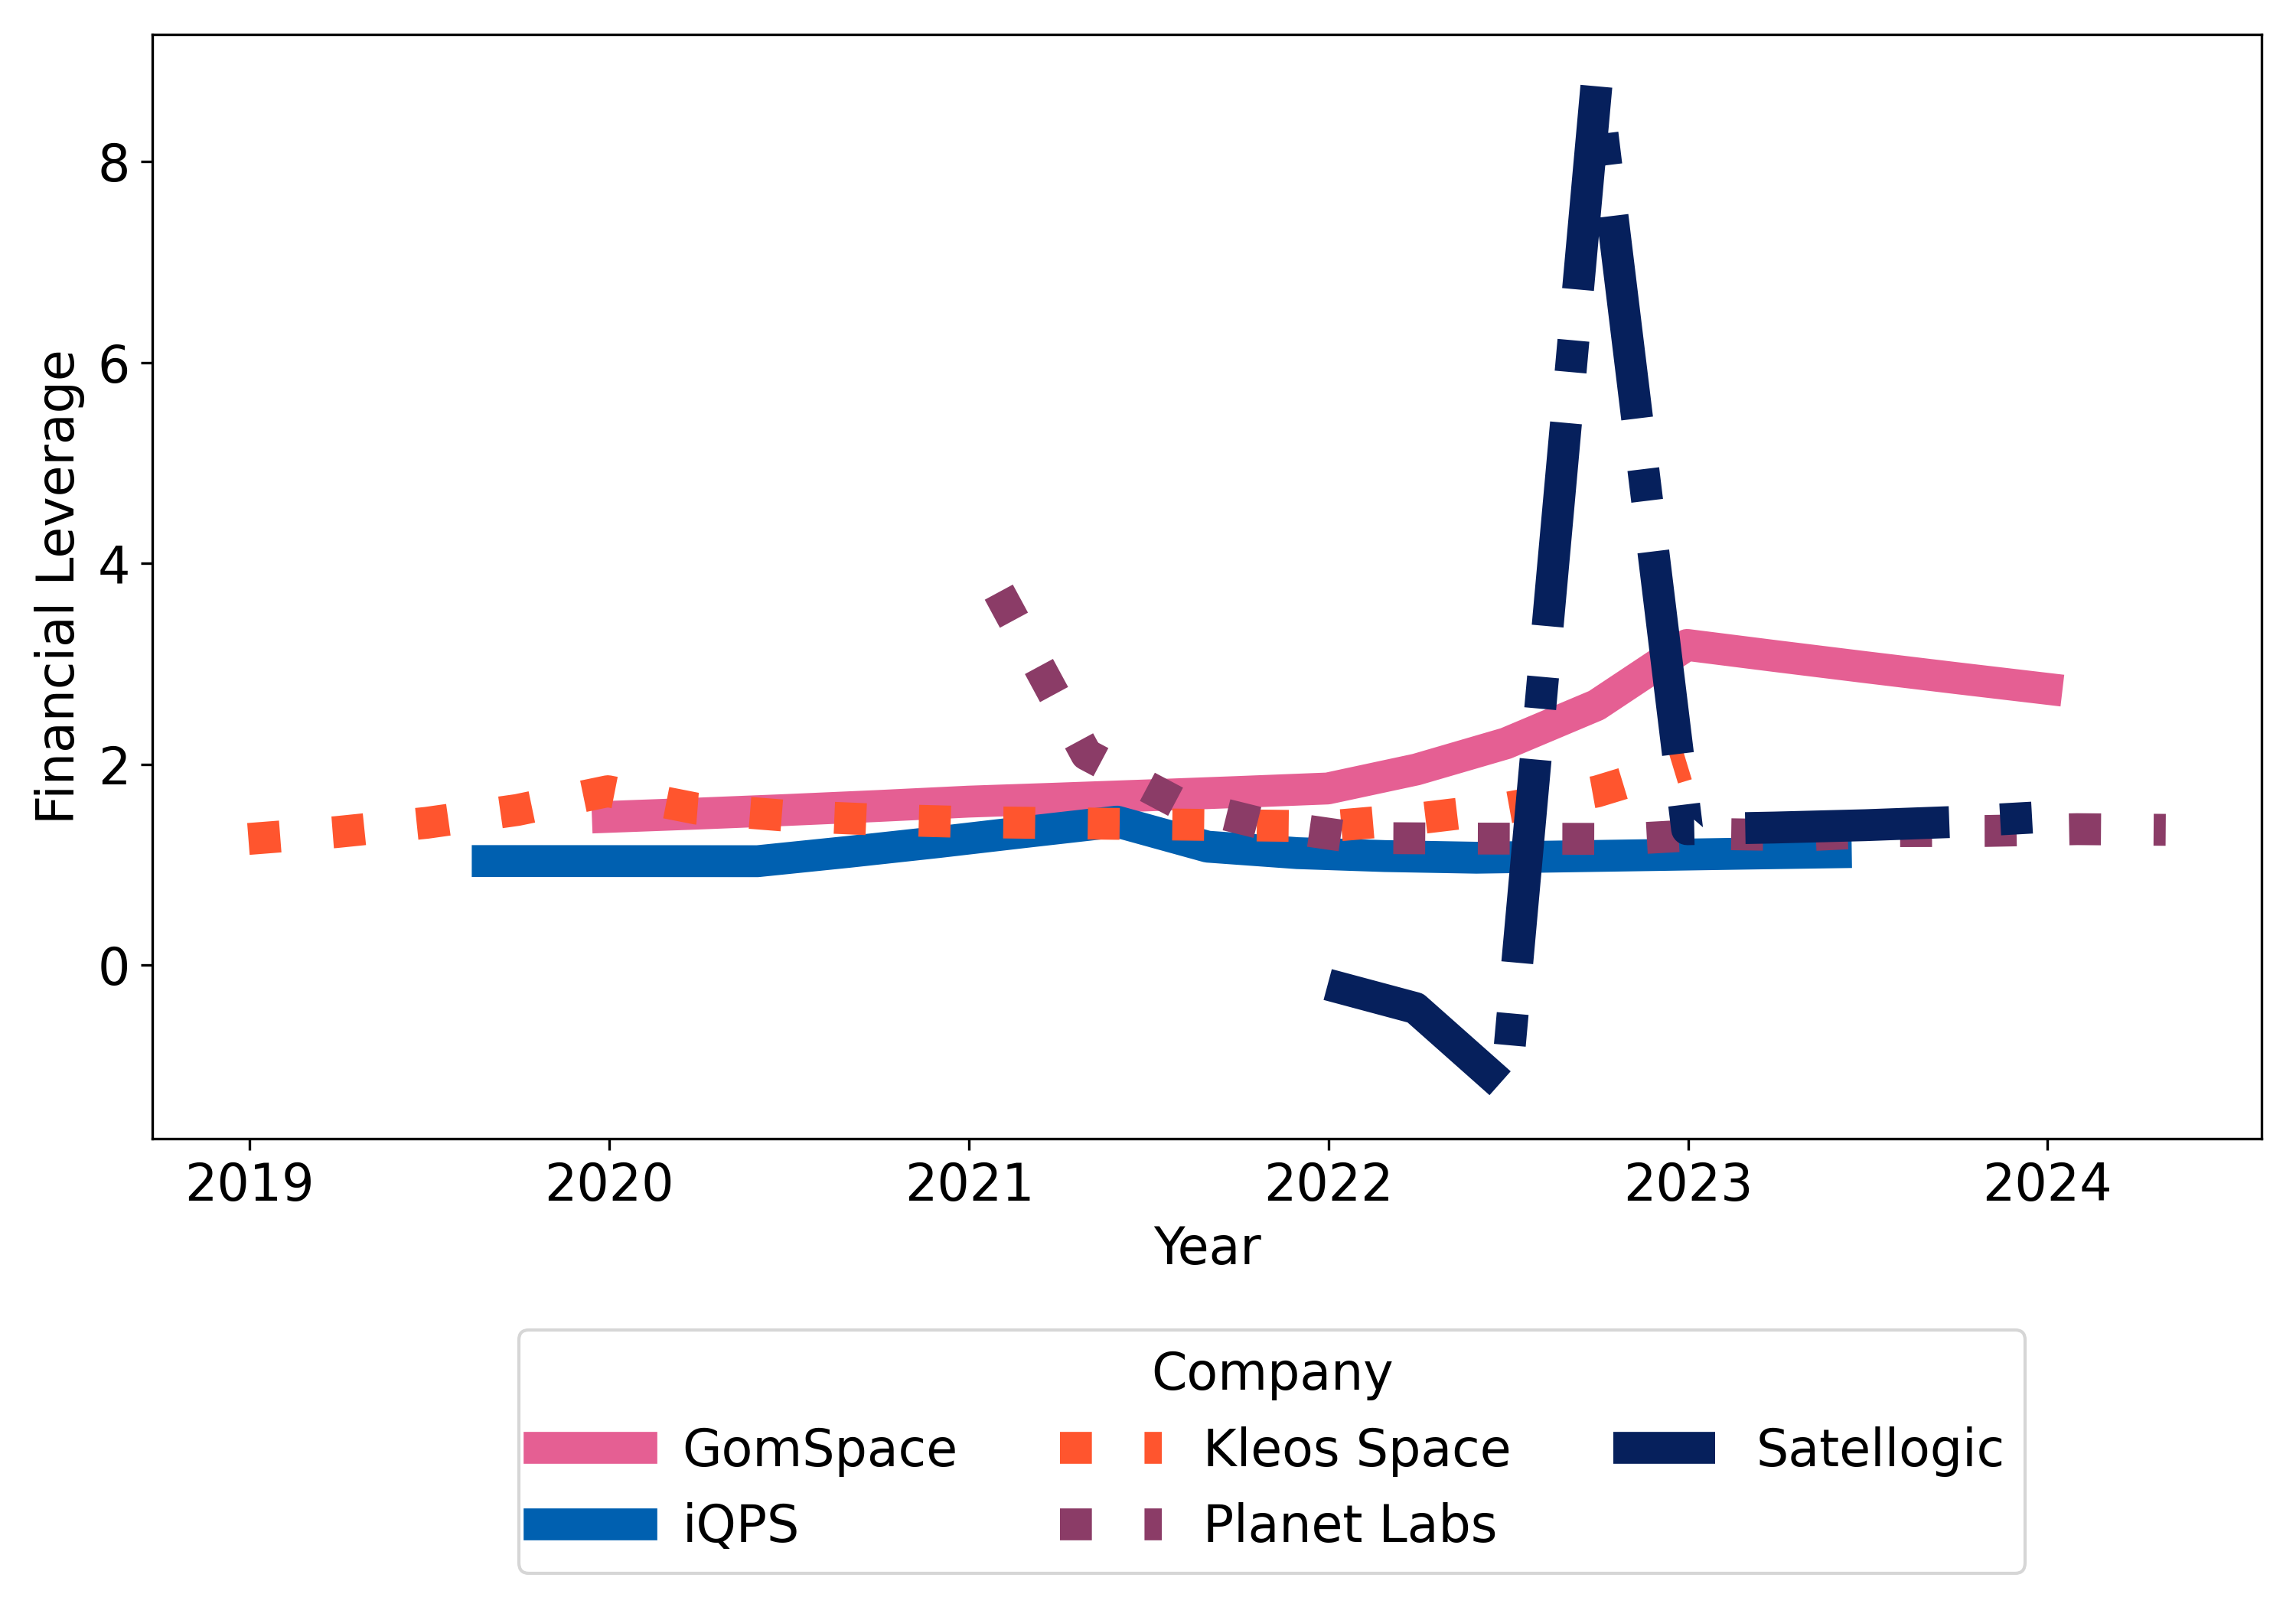 Financial Leverage
8
6
4
2
0
2019 2020 2021 2022 2023 2024
Year
Company
GomSpace Kleos Space Satellogic
iQPS Planet Labs